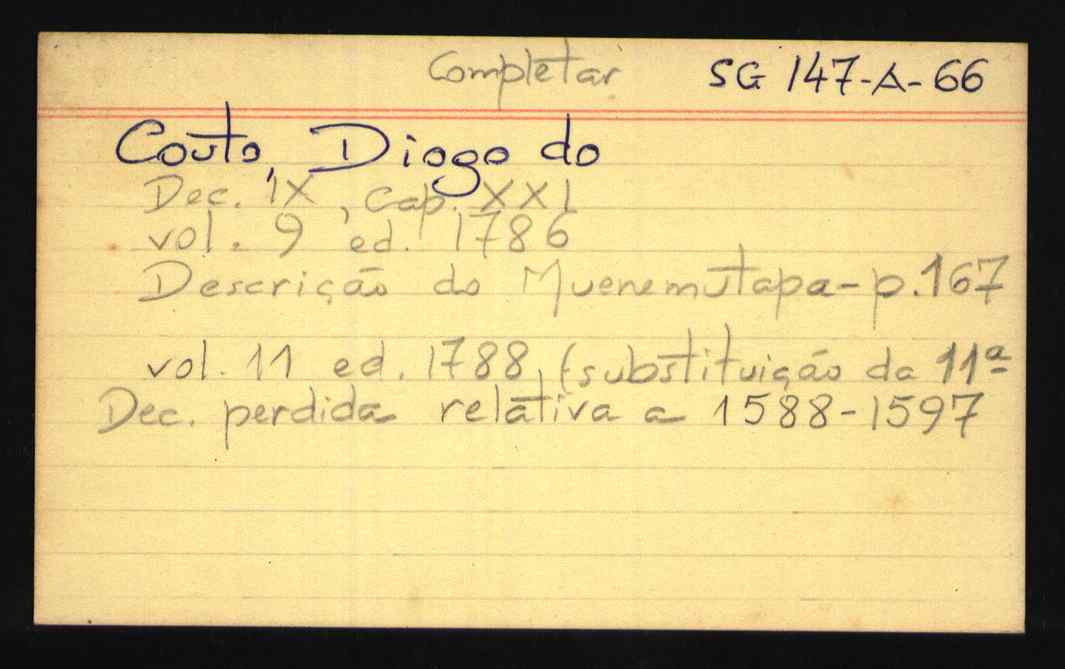 Completar SG 147-A-66
Couto, Diogo do
Dec. IX, Cap. XXI
vol. 9 ed. 1786
Descrição do Muenemutapa - p.167
vol. 11 ed. 1788, (substituição da 11ª
Dec. perdida relativa a 1588-1597